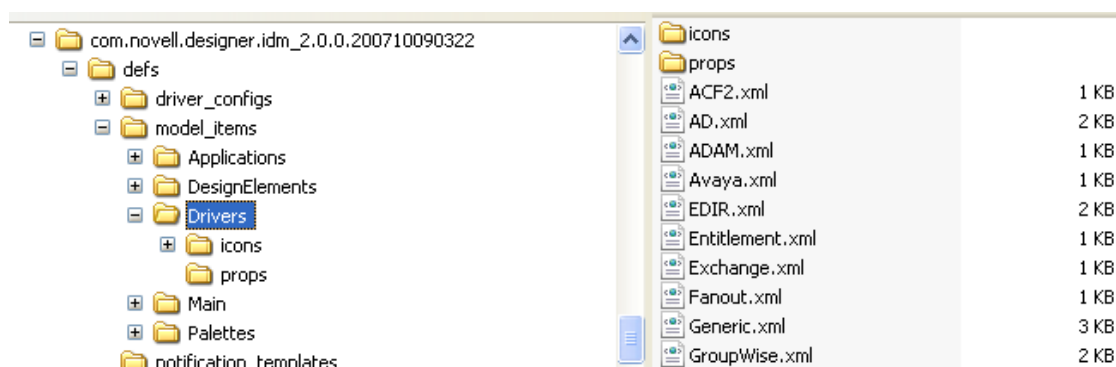 com.novell.designer.idm_2.0.0.200710090322
defs
driver_configs
model_items
Applications
DesignElements
Drivers
icons
props
Main
Palettes
notification_templates
icons
props
ACF2.xml 1 KB
AD.xml 2 KB
ADAM.xml 1 KB
Avaya.xml 1 KB
EDIR.xml 2 KB
Entitlement.xml 1 KB
Exchange.xml 1 KB
Fanout.xml 1 KB
Generic.xml 3 KB
GroupWise.xml 2 KB